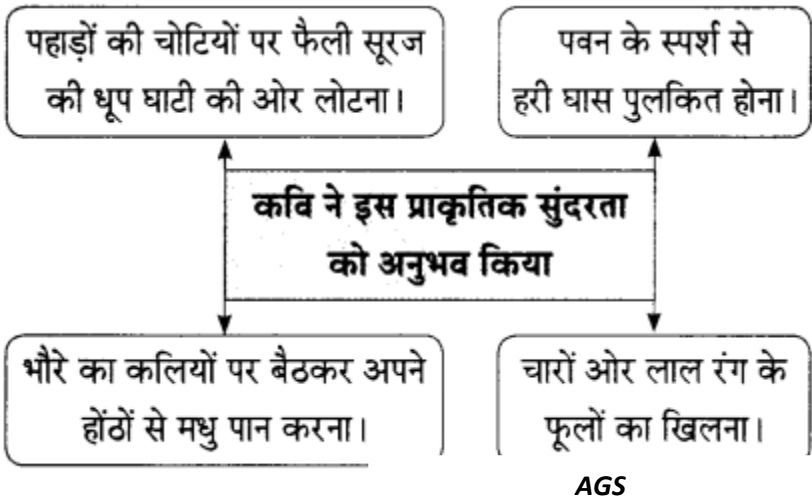 पहाड़ों की चोटियों पर फैली सूरज
की धूप घाटी की ओर लोटना।
पवन के स्पर्श से
हरी घास पुलकित होना।
कवि ने इस प्राकृतिक सुंदरता
को अनुभव किया
भौरे का कलियों पर बैठकर अपने
होंठों से मधु पान करना।
चारों ओर लाल रंग के
फूलों का खिलना।
AGS